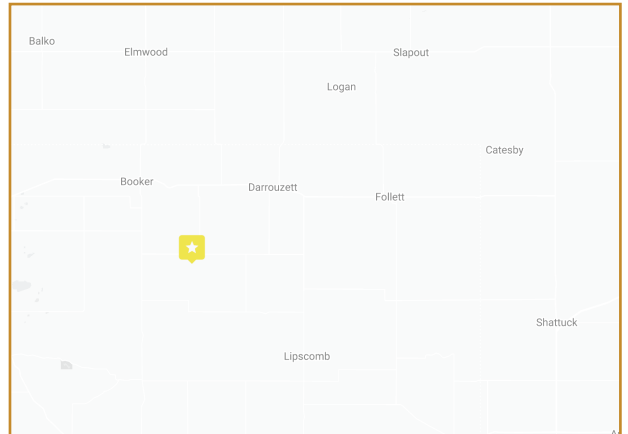 Balko
Elmwood
Slapout
Logan
Catesby
Booker
Darrouzett
Follett
Shattuck
Lipscomb